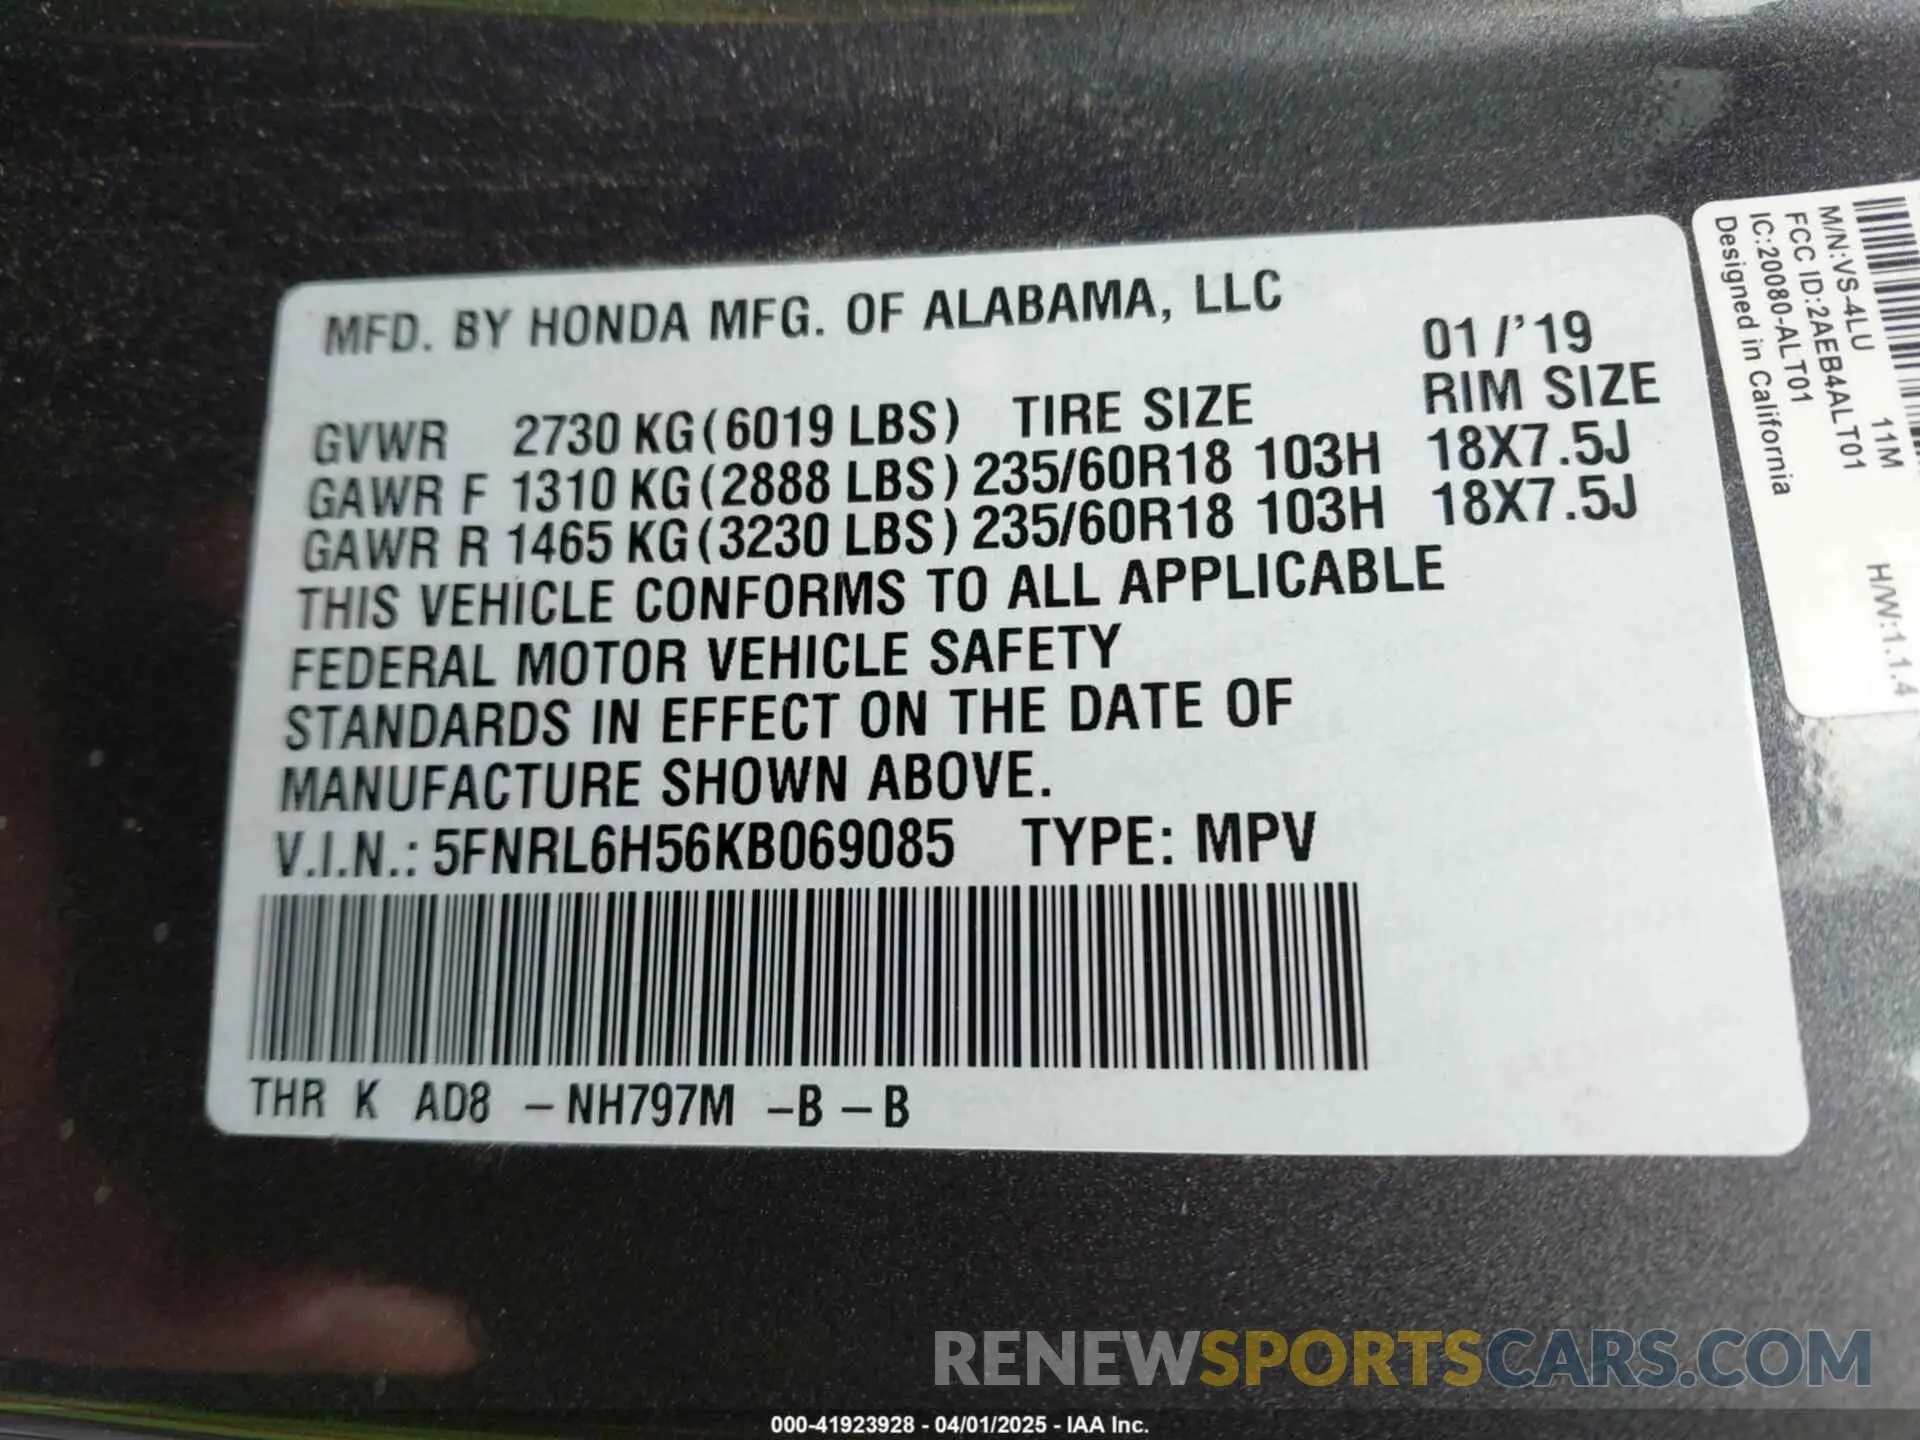 MFD. BY HONDA MFG. OF ALABAMA, LLC
01/'19
GVWR 2730 KG (6019 LBS) TIRE SIZE RIM SIZE
GAWR F 1310 KG (2888 LBS) 235/60R18 103H 18X7.5J
GAWR R 1465 KG (3230 LBS) 235/60R18 103H 18X7.5J
THIS VEHICLE CONFORMS TO ALL APPLICABLE
FEDERAL MOTOR VEHICLE SAFETY
STANDARDS IN EFFECT ON THE DATE OF
MANUFACTURE SHOWN ABOVE.
V.I.N.: 5FNRL6H56KB069085 TYPE: MPV
THR K AD8 -NH797M -B-B
11M
M/N:VS-4LU H/W:1.1.4
FCC ID:2AEB4ALT01
IC:20080-ALT01
Designed in California
RENEWSPORTSCARS.COM
000-41923928 - 04/01/2025 - IAA Inc.